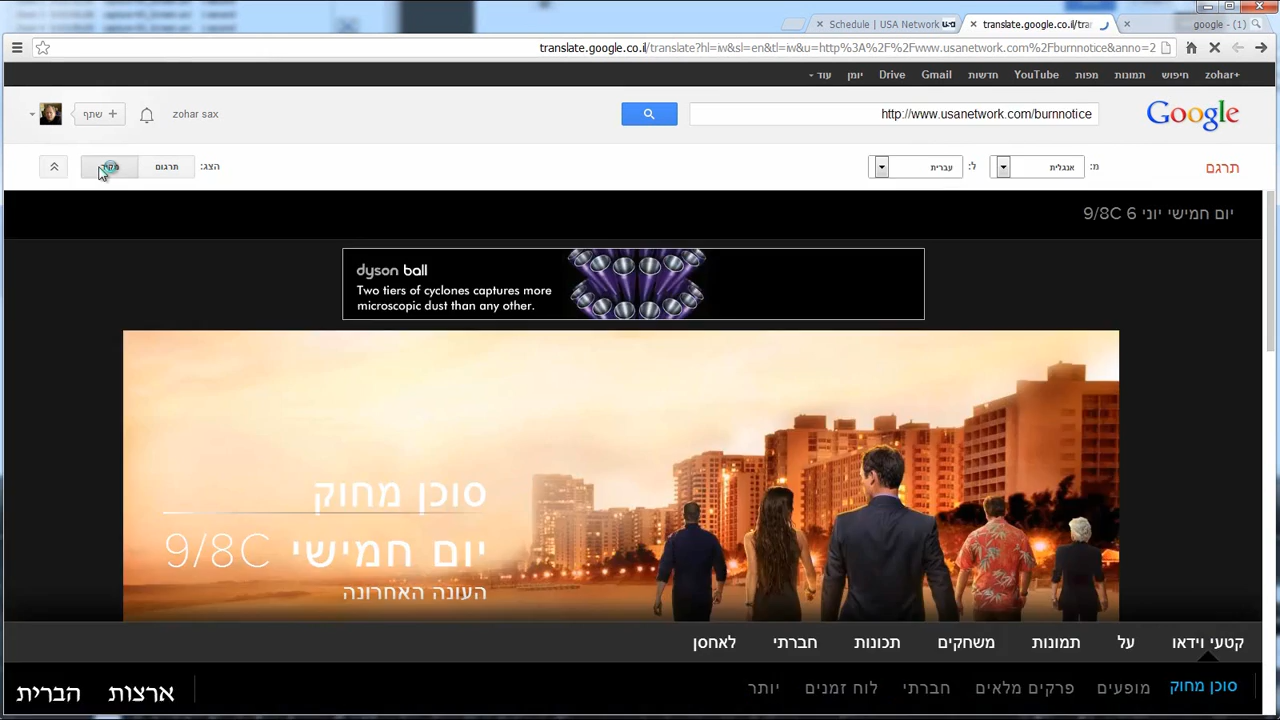 Schedule | USA Network
translate.google.co.il/tra
google - (1)
translate.google.co.il/translate?hl=iw&sl=en&tl=iw&u=http%3A%2F%2Fwww.usanetwork.com%2Fburnnotice&anno=2
+zohar חיפוש תמונות מפות YouTube חדשות Gmail Drive יומן עוד
Google
http://www.usanetwork.com/burnnotice
zohar sax
שתף +
תרגם
מ: אנגלית ל: עברית
הצג: תרגום
יום חמישי יוני 6 9/8C
dyson ball
Two tiers of cyclones captures more
microscopic dust than any other.
סוכן מחוק
יום חמישי 9/8C
העונה האחרונה
קטעי וידאו על תמונות משחקים תכונות חברתי לאחסן
סוכן מחוק מופעים פרקים מלאים חברתי לוח זמנים יותר
ארצות הברית